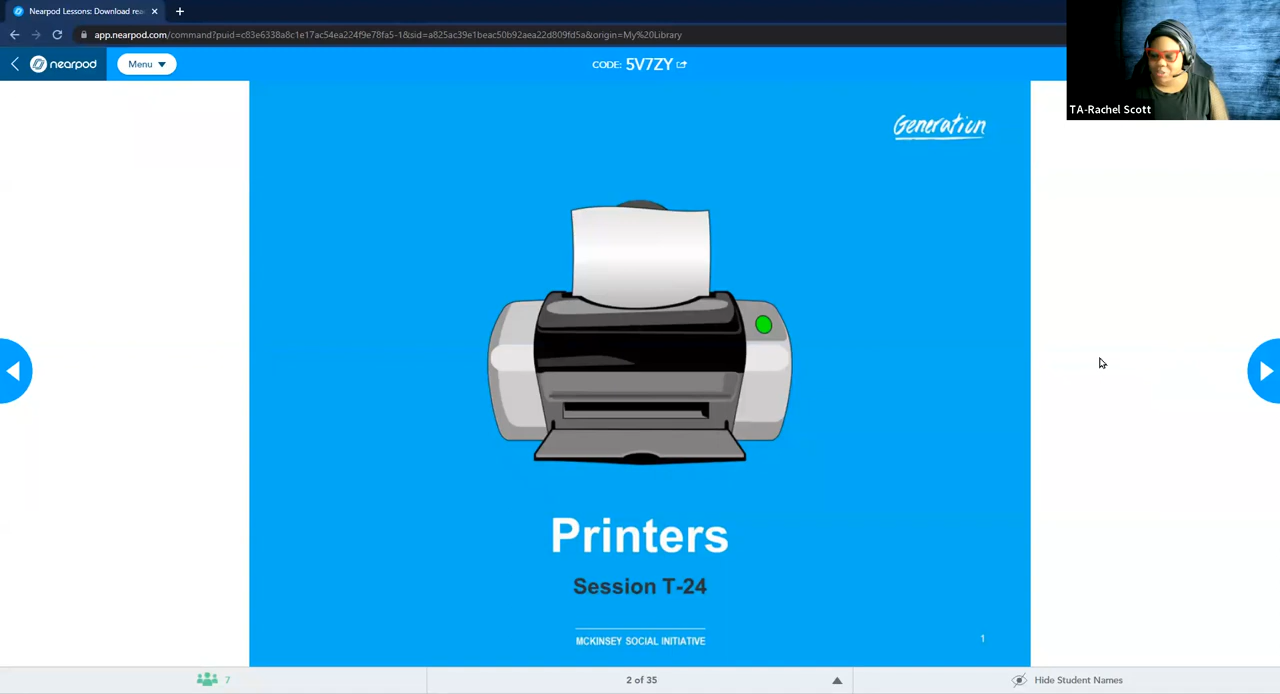 Nearpod Lessons: Download rea
app.nearpod.com/command?puid=c83e6338a8c1e17ac54ea224f9e78fa5-1&sid=a825ac39e1beac50b92aea22d809fd5a&origin=My%20Library
nearpod
Menu
CODE: 5V7ZY
TA-Rachel Scott
Generation
Printers
Session T-24
MCKINSEY SOCIAL INITIATIVE
1
7
2 of 35
Hide Student Names